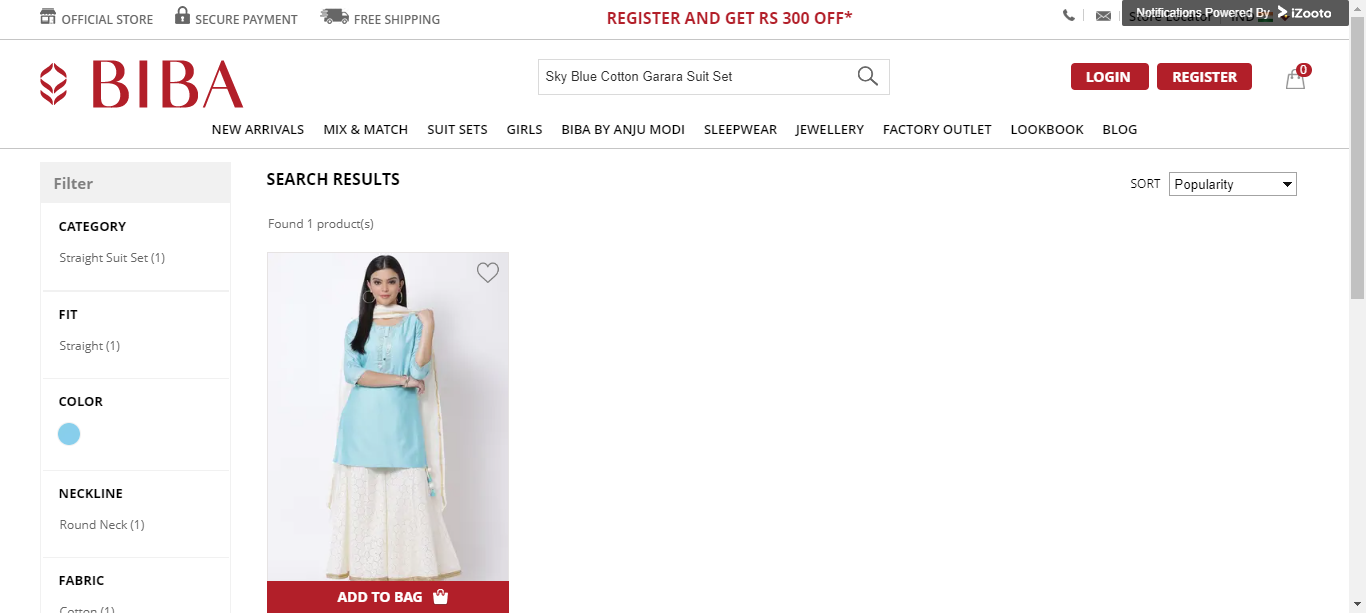 OFFICIAL STORE SECURE PAYMENT FREE SHIPPING REGISTER AND GET RS 300 OFF* Store Locator IND
Notifications Powered By iZooto
BIBA
Sky Blue Cotton Garara Suit Set
LOGIN REGISTER 0
NEW ARRIVALS MIX & MATCH SUIT SETS GIRLS BIBA BY ANJU MODI SLEEPWEAR JEWELLERY FACTORY OUTLET LOOKBOOK BLOG
Filter
CATEGORY
Straight Suit Set (1)
FIT
Straight (1)
COLOR
NECKLINE
Round Neck (1)
FABRIC
Cotton (1)
SEARCH RESULTS
SORT Popularity
Found 1 product(s)
ADD TO BAG